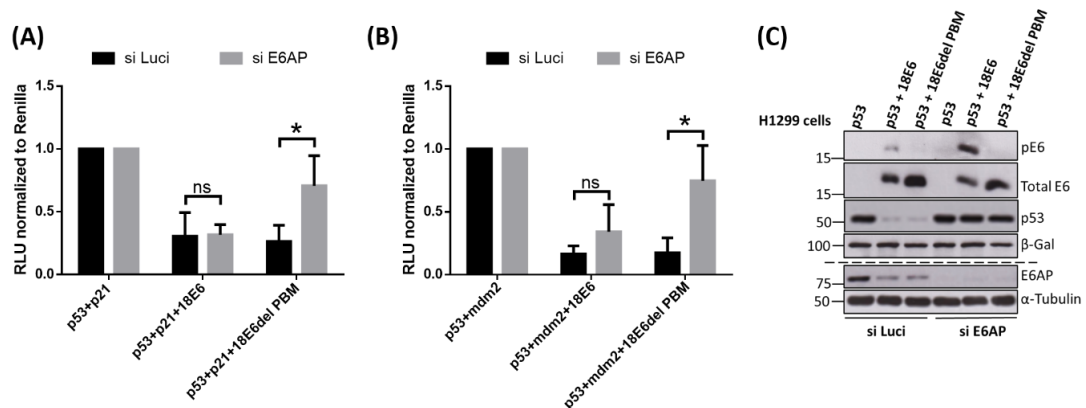 (A)
si Luci si E6AP
RLU normalized to Renilla
1.5
1.0
0.5
0.0
*
ns
p53+p21
p53+p21+18E6
p53+p21+18E6del PBM
(B)
si Luci si E6AP
RLU normalized to Renilla
1.5
1.0
0.5
0.0
*
ns
p53+mdm2
p53+mdm2+18E6
p53+mdm2+18E6del PBM
(C)
H1299 cells
p53
p53 + 18E6
p53 + 18E6del PBM
p53
p53 + 18E6
p53 + 18E6del PBM
pE6
15
Total E6
15
p53
50
β-Gal
100
E6AP
75
α-Tubulin
50
si Luci si E6AP